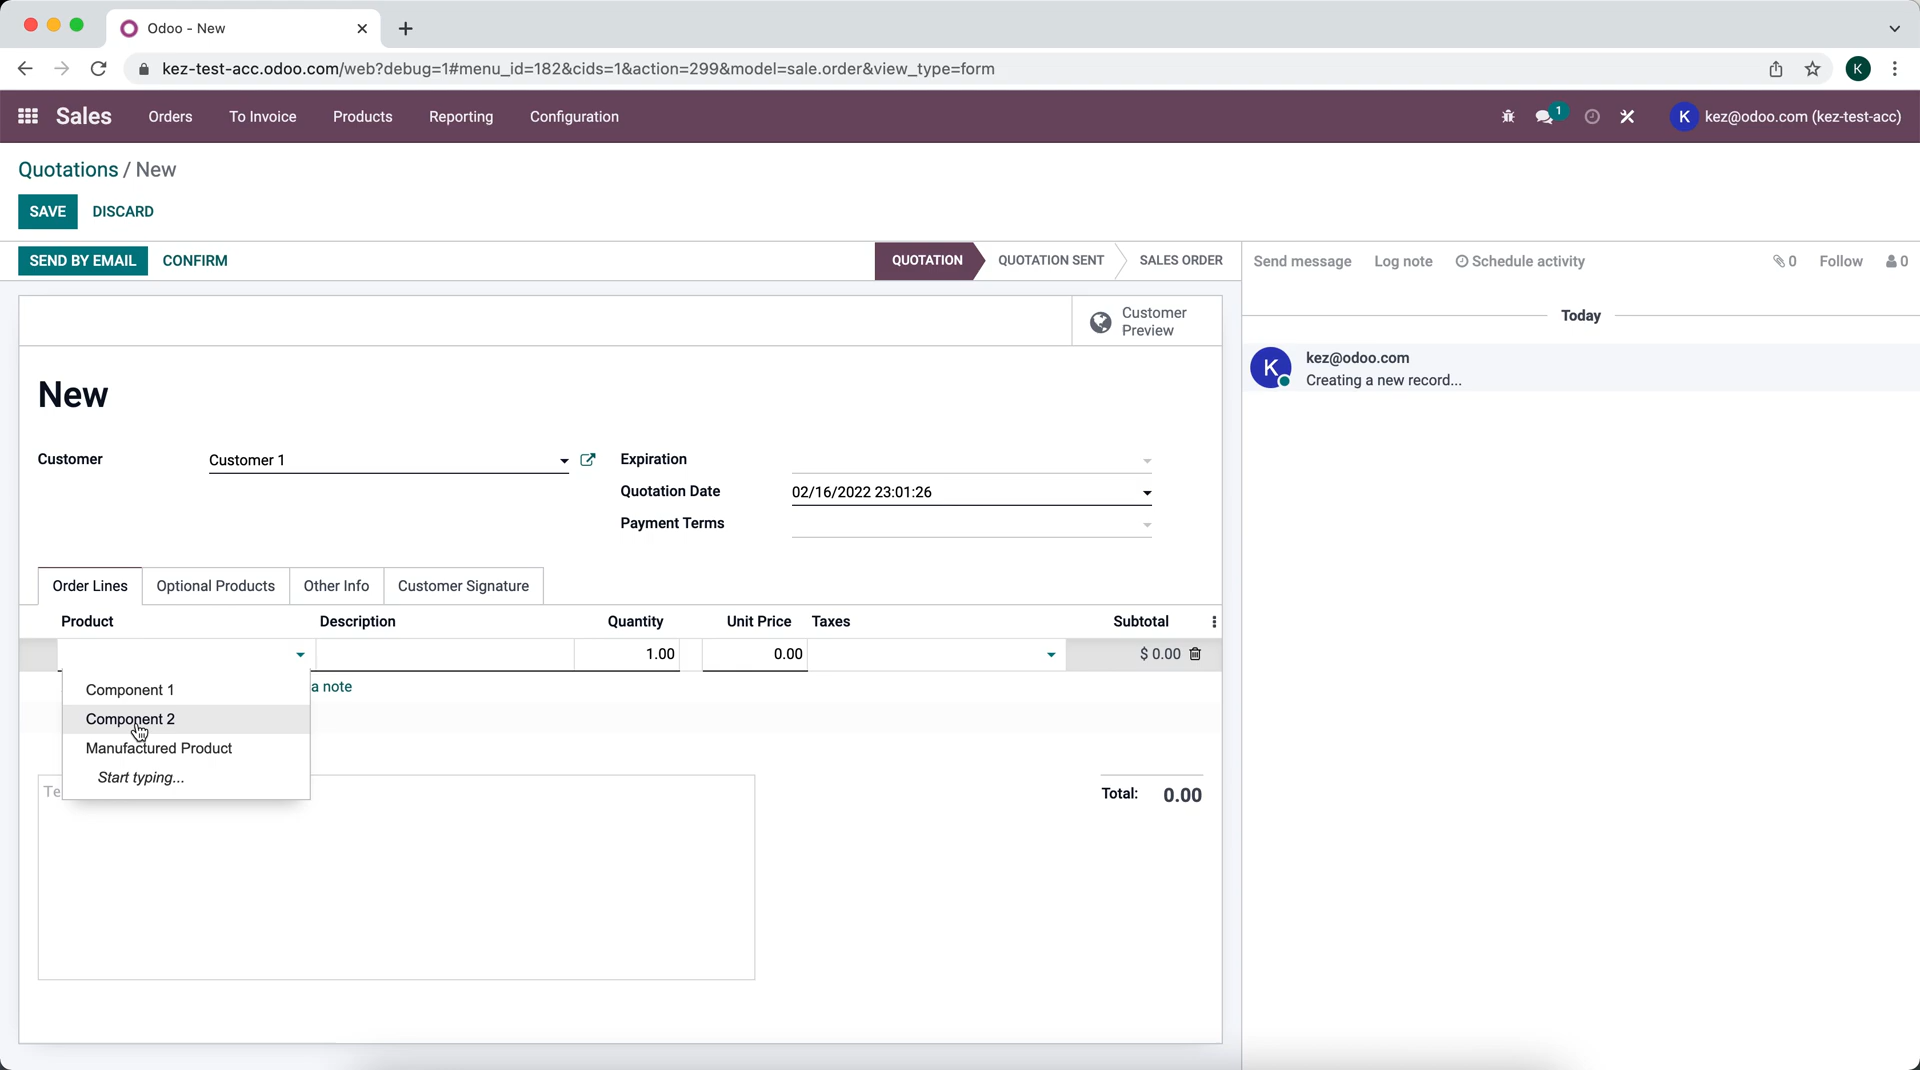 Odoo - New
kez-test-acc.odoo.com/web?debug=1#menu_id=182&cids=1&action=299&model=sale.order&view_type=form
K
Sales Orders To Invoice Products Reporting Configuration 1 K kez@odoo.com (kez-test-acc)
Quotations / New
SAVE DISCARD
SEND BY EMAIL CONFIRM QUOTATION QUOTATION SENT SALES ORDER Send message Log note Schedule activity 0 Follow 0
Customer
Preview
Today
K kez@odoo.com
Creating a new record...
New
Customer Customer 1 Expiration
Quotation Date 02/16/2022 23:01:26
Payment Terms
Order Lines Optional Products Other Info Customer Signature
Product Description Quantity Unit Price Taxes Subtotal
1.00 0.00 $ 0.00
Component 1 a note
Component 2
Manufactured Product
Start typing...
Te
Total: 0.00